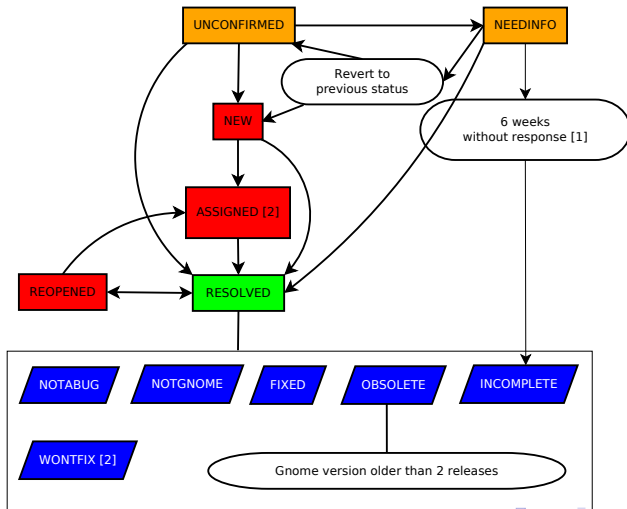 UNCONFIRMED
NEEDINFO
Revert to
previous status
NEW
6 weeks
without response [1]
ASSIGNED [2]
REOPENED
RESOLVED
NOTABUG
NOTGNOME
FIXED
OBSOLETE
INCOMPLETE
WONTFIX [2]
Gnome version older than 2 releases